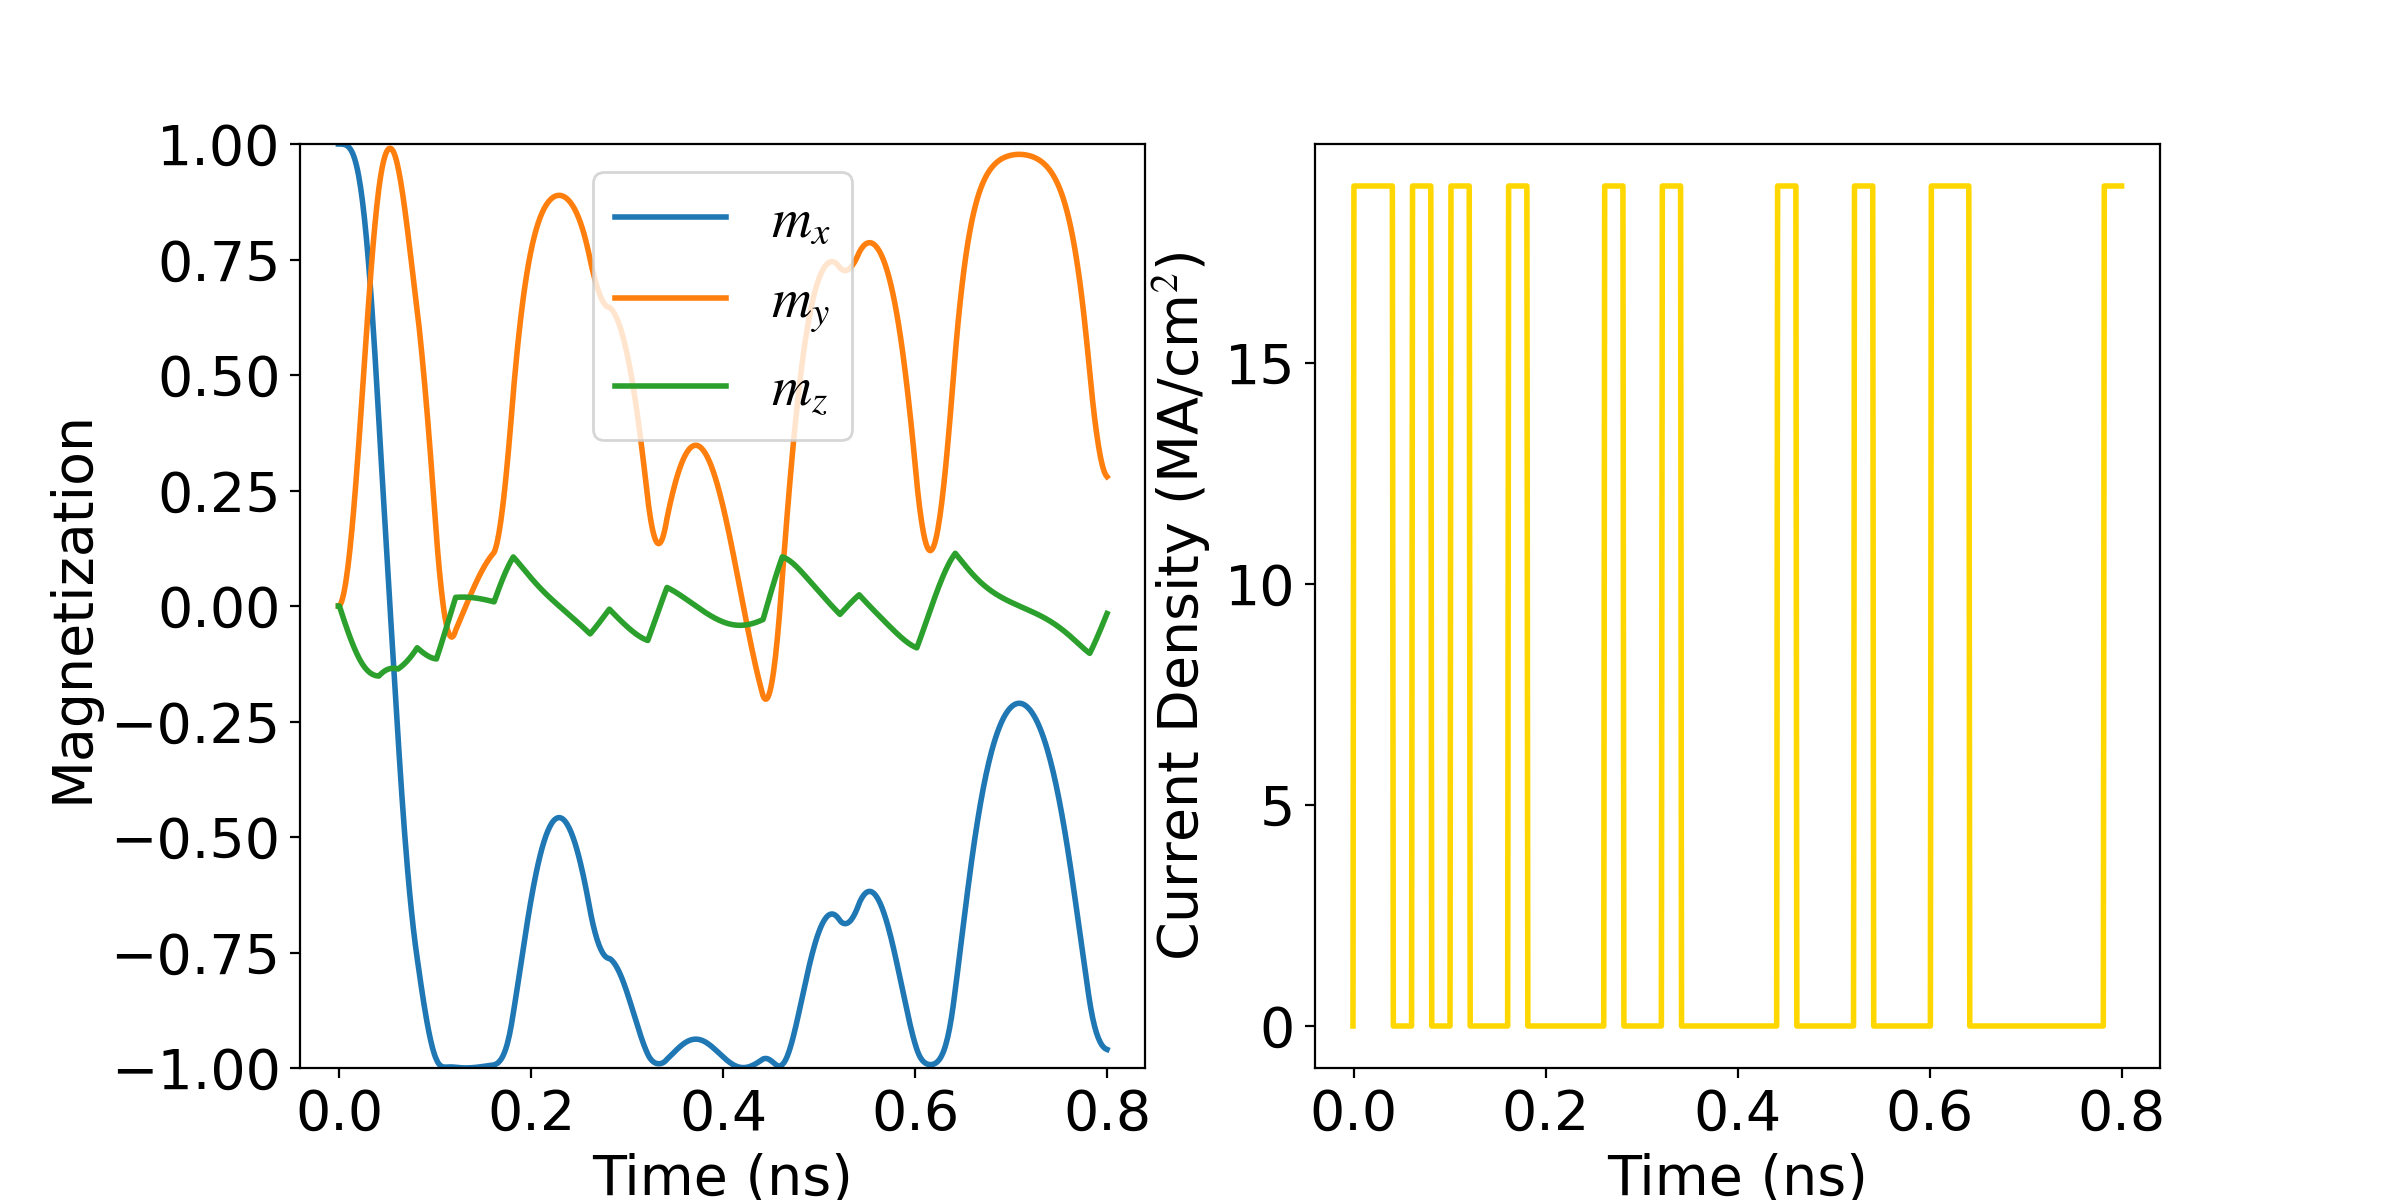 Magnetization
1.00
0.75
0.50
0.25
0.00
−0.25
−0.50
−0.75
−1.00
0.0 0.2 0.4 0.6 0.8
Time (ns)
m_x
m_y
m_z
Current Density (MA/cm²)
15
10
5
0
0.0 0.2 0.4 0.6 0.8
Time (ns)